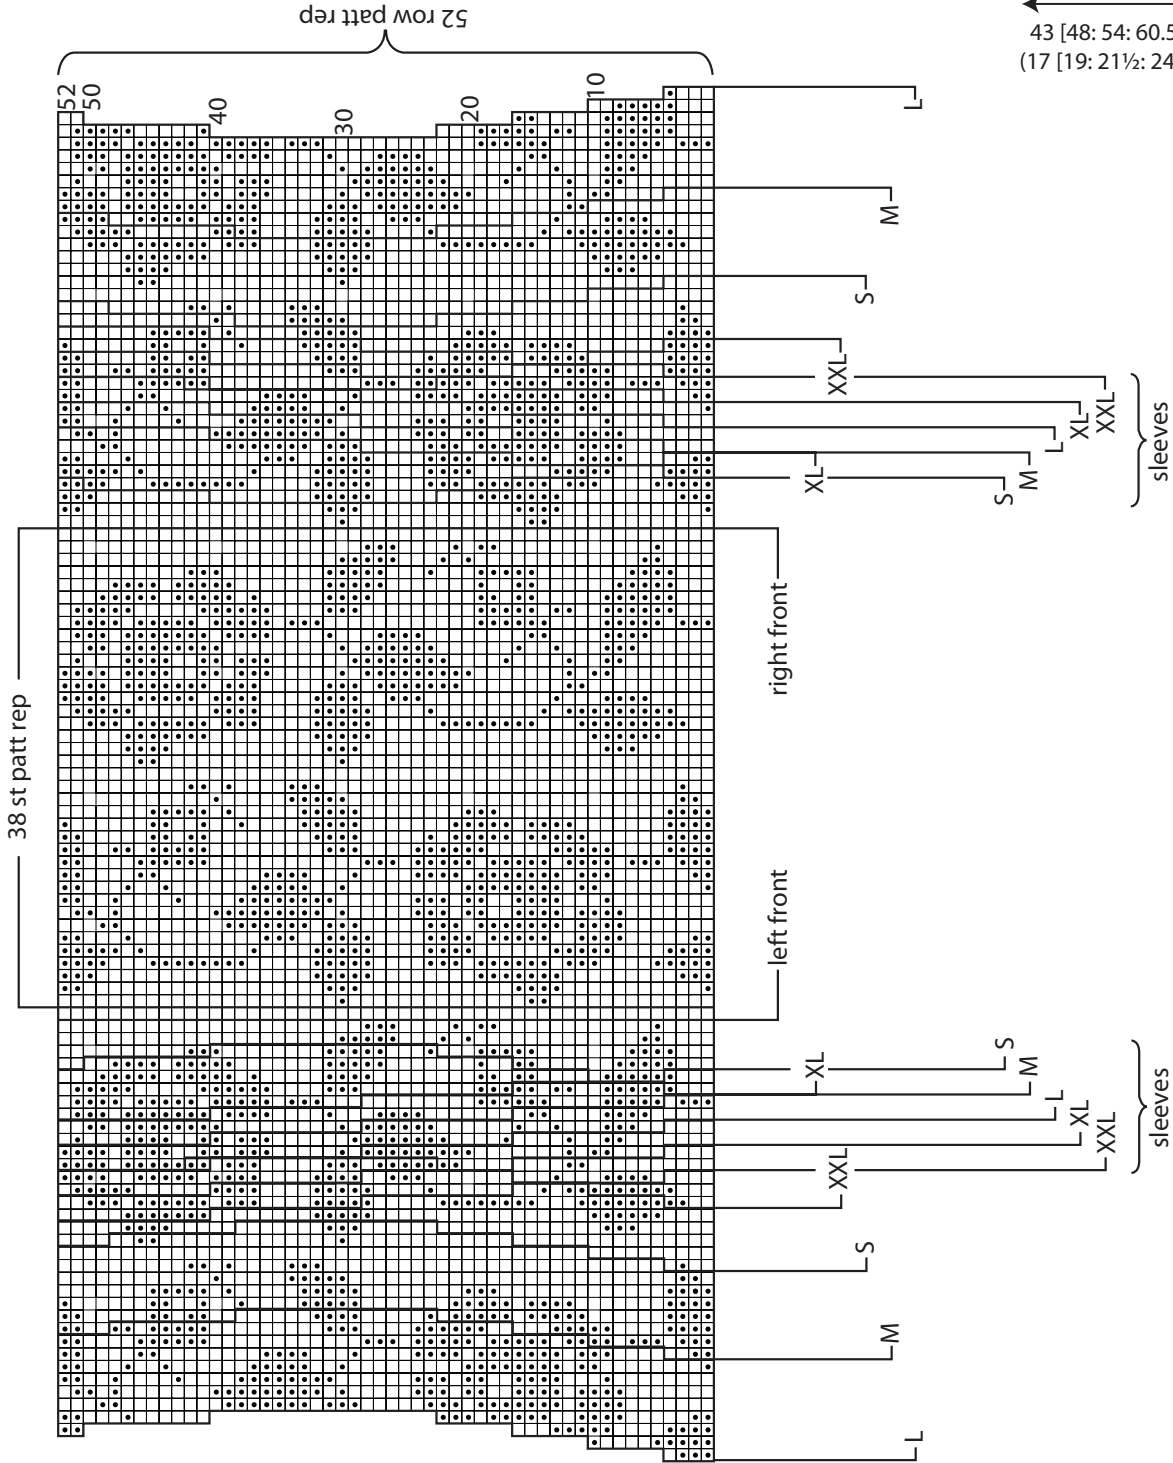 52 row patt rep
43 [48: 54: 60.5
(17 [19: 21½: 24
52
50
40
30
20
10
L
M
S
XXL
XXL
XL
L
XL
M
S
sleeves
38 st patt rep
right front
left front
XL
S
M
L
XL
XXL
XXL
sleeves
S
M
L